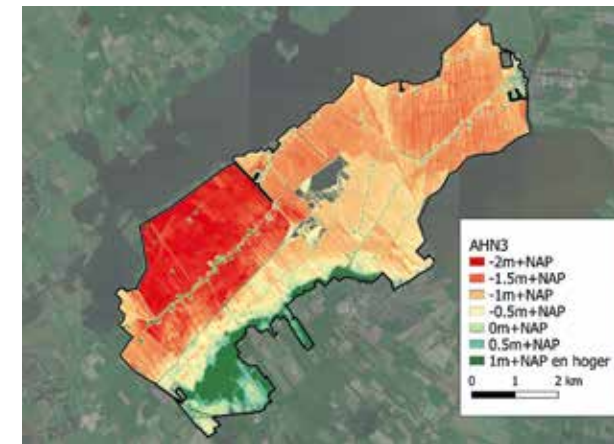 AHN3
-2m+NAP
-1.5m+NAP
-1m+NAP
-0.5m+NAP
0m+NAP
0.5m+NAP
1m+NAP en hoger
0 1 2 km